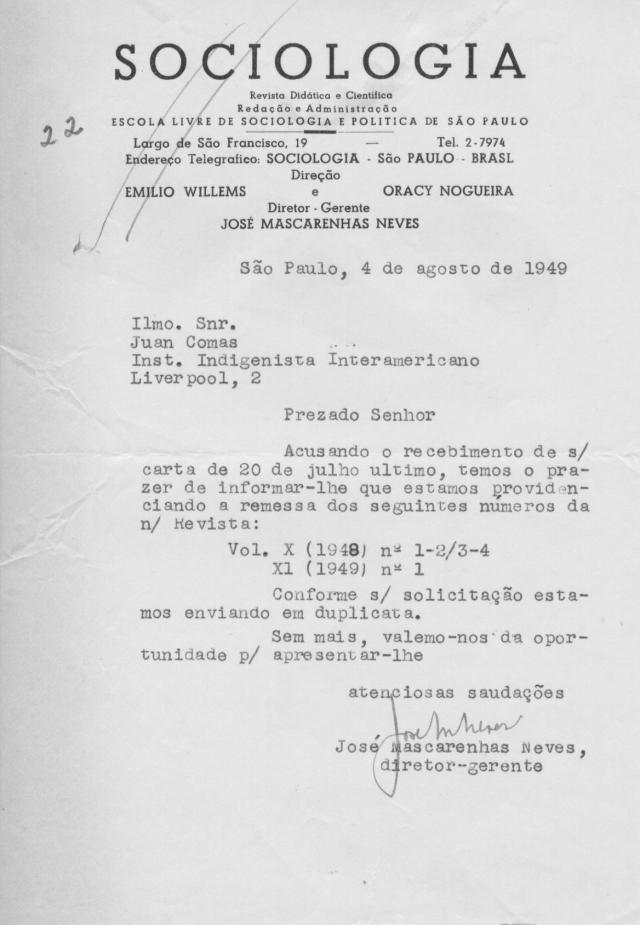 SOCIOLOGIA
Revista Didática e Cientifica
Redação e Administração
ESCOLA LIVRE DE SOCIOLOGIA E POLITICA DE SÃO PAULO
22
Largo de São Francisco, 19 — Tel. 2-7974
Endereço Telegrafico: SOCIOLOGIA - São PAULO - BRASL
Direção
EMILIO WILLEMS e ORACY NOGUEIRA
Diretor - Gerente
JOSÉ MASCARENHAS NEVES
São Paulo, 4 de agosto de 1949
Ilmo. Snr.
Juan Comas
Inst. Indigenista Interamericano
Liverpool, 2
Prezado Senhor
Acusando o recebimento de s/
carta de 20 de julho ultimo, temos o pra-
zer de informar-lhe que estamos providen-
ciando a remessa dos seguintes números da
n/ Revista:
Vol. X (1948) nº 1-2/3-4
X1 (1949) nº 1
Conforme s/ solicitação esta-
mos enviando em duplicata.
Sem mais, valemo-nos da opor-
tunidade p/ apresentar-lhe
atenciosas saudações
José M Neves
José Mascarenhas Neves,
diretor-gerente